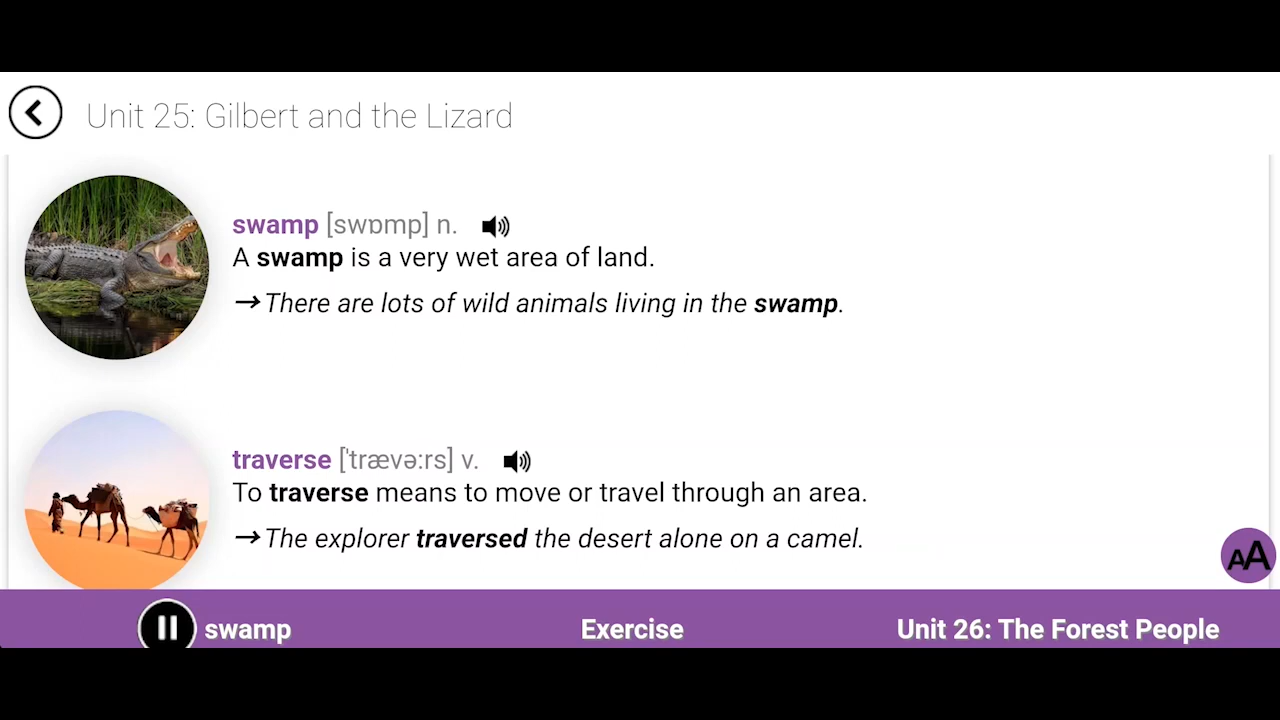 Unit 25: Gilbert and the Lizard
swamp [swɒmp] n.
A swamp is a very wet area of land.
→ There are lots of wild animals living in the swamp.
traverse [ˈtrævə:rs] v.
To traverse means to move or travel through an area.
→ The explorer traversed the desert alone on a camel.
AA
swamp
Exercise
Unit 26: The Forest People